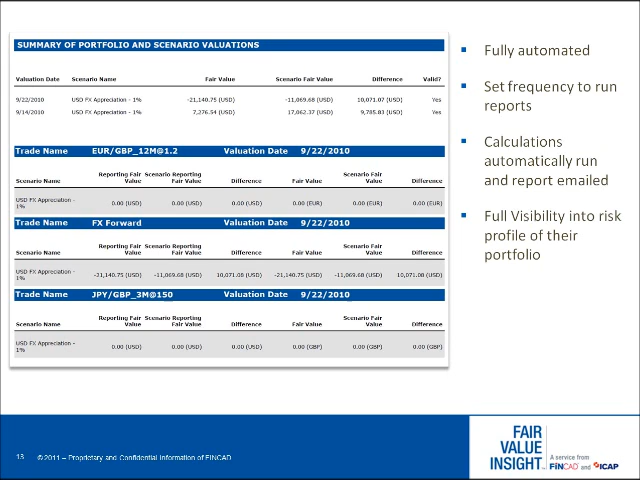 SUMMARY OF PORTFOLIO AND SCENARIO VALUATIONS
Valuation Date Scenario Name Fair Value Scenario Fair Value Difference Valid?
9/22/2010 USD FX Appreciation - 1% -21,140.75 (USD) -11,069.68 (USD) 10,071.07 (USD) Yes
9/14/2010 USD FX Appreciation - 1% 7,276.54 (USD) 17,062.37 (USD) 9,785.83 (USD) Yes
Trade Name EUR/GBP_12M@1.2 Valuation Date 9/22/2010
Reporting Fair Scenario Reporting Scenario Fair
Scenario Name Value Fair Value Difference Fair Value Value Difference
USD FX Appreciation -
1% 0.00 (USD) 0.00 (USD) 0.00 (USD) 0.00 (EUR) 0.00 (EUR) 0.00 (EUR)
Trade Name FX Forward Valuation Date 9/22/2010
Reporting Fair Scenario Reporting Scenario Fair
Scenario Name Value Fair Value Difference Fair Value Value Difference
USD FX Appreciation -
1% -21,140.75 (USD) -11,069.68 (USD) 10,071.08 (USD) -21,140.75 (USD) -11,069.68 (USD) 10,071.08 (USD)
Trade Name JPY/GBP_3M@150 Valuation Date 9/22/2010
Reporting Fair Scenario Reporting Scenario Fair
Scenario Name Value Fair Value Difference Fair Value Value Difference
USD FX Appreciation -
1% 0.00 (USD) 0.00 (USD) 0.00 (USD) 0.00 (GBP) 0.00 (GBP) 0.00 (GBP)
Fully automated
Set frequency to run
reports
Calculations
automatically run
and report emailed
Full Visibility into risk
profile of their
portfolio
13 © 2011 – Proprietary and Confidential Information of FINCAD
FAIR
VALUE
INSIGHT
A service from
FINCAD and ICAP